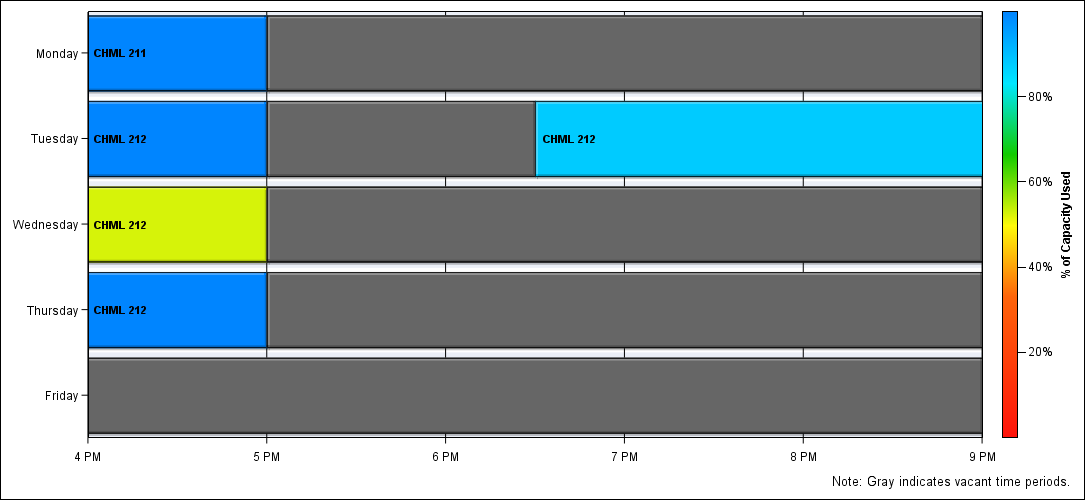 Monday
CHML 211
Tuesday
CHML 212
CHML 212
Wednesday
CHML 212
Thursday
CHML 212
Friday
4 PM
5 PM
6 PM
7 PM
8 PM
9 PM
80%
60%
40%
20%
% of Capacity Used
Note: Gray indicates vacant time periods.